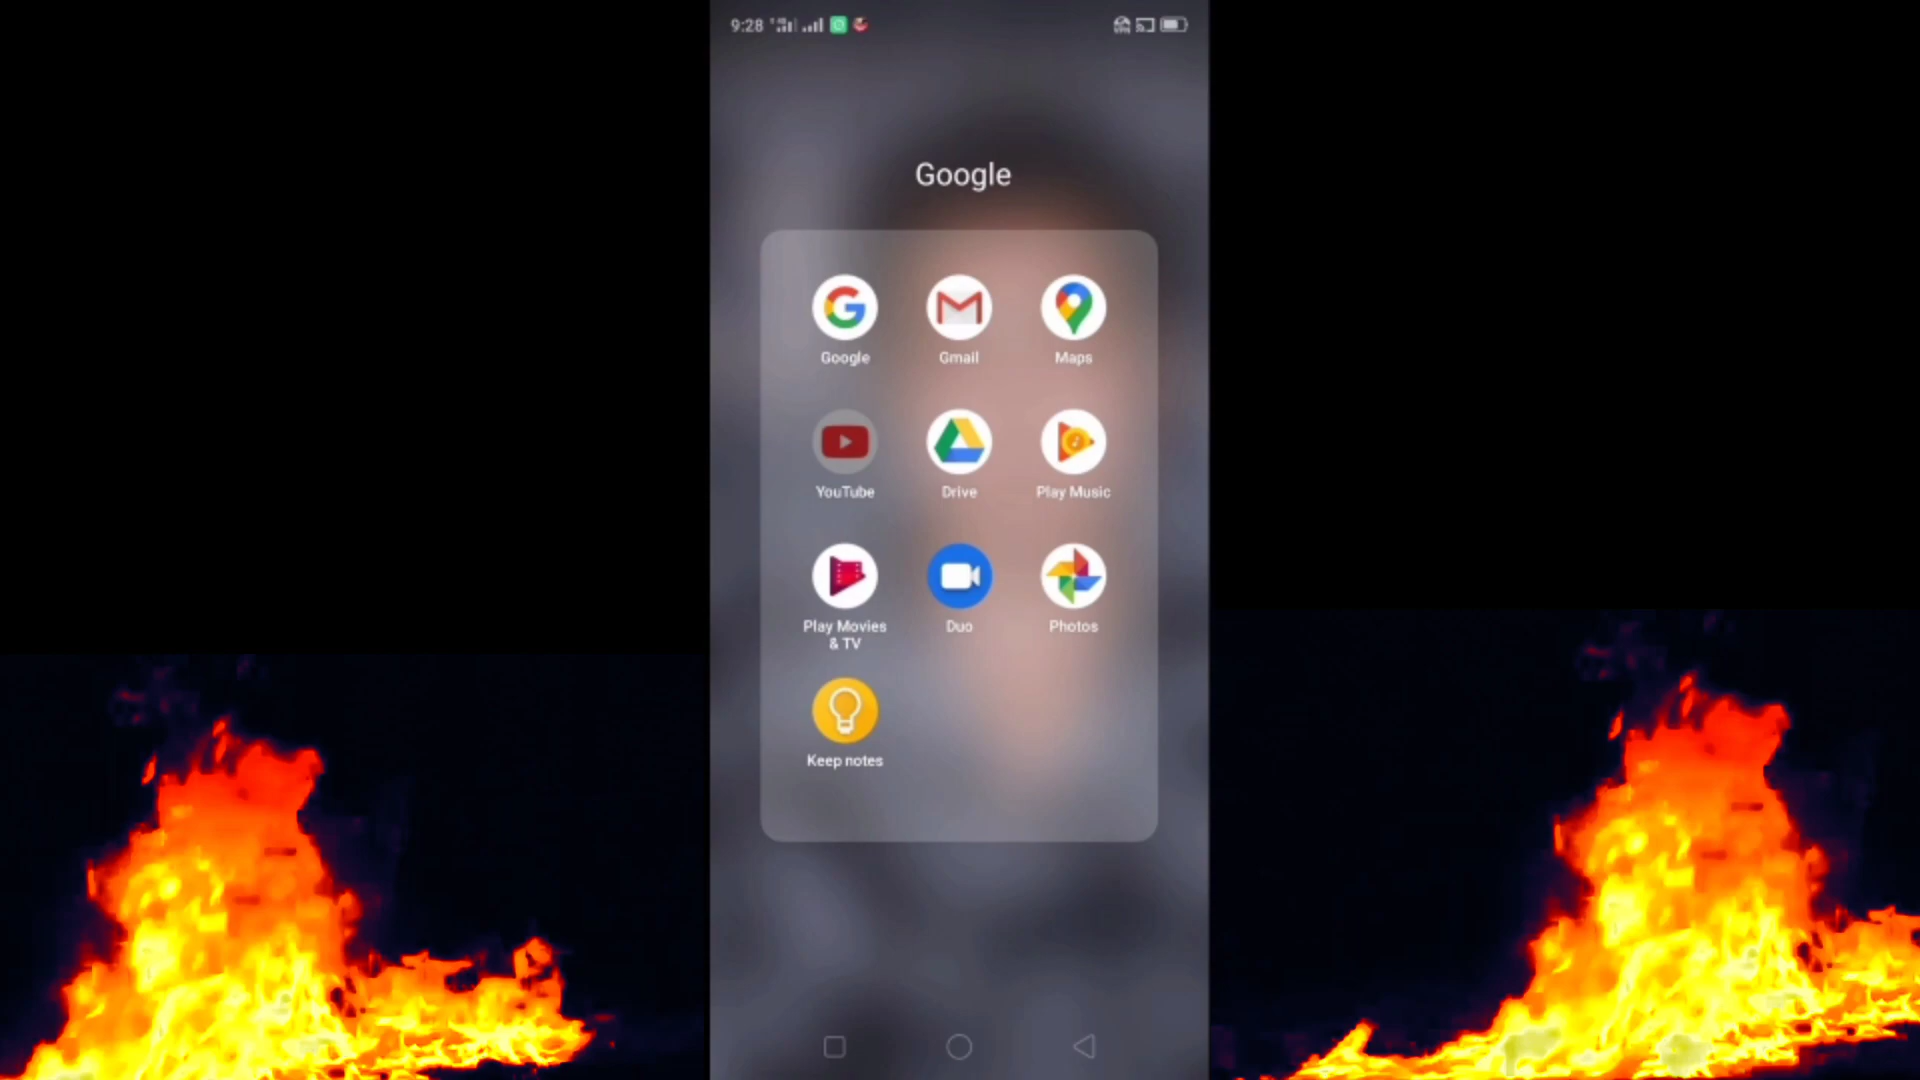 9:28
Google
Google
Gmail
Maps
YouTube
Drive
Play Music
Play Movies
& TV
Duo
Photos
Keep notes